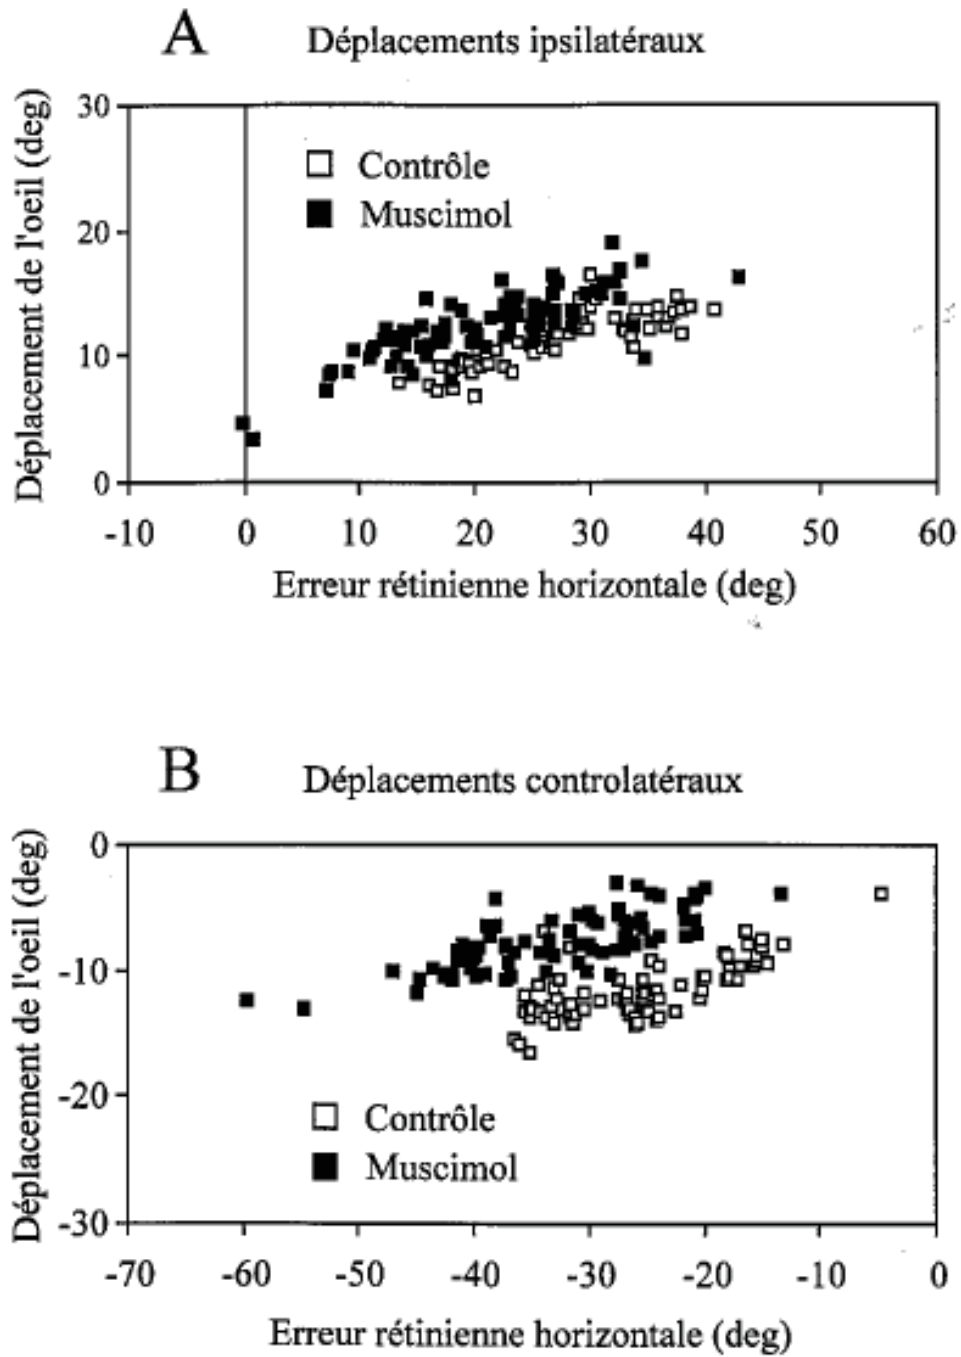 A
Déplacements ipsilatéraux
Déplacement de l'oeil (deg)
30
20
10
0
Contrôle
Muscimol
-10 0 10 20 30 40 50 60
Erreur rétinienne horizontale (deg)
B
Déplacements controlatéraux
Déplacement de l'oeil (deg)
0
-10
-20
-30
Contrôle
Muscimol
-70 -60 -50 -40 -30 -20 -10 0
Erreur rétinienne horizontale (deg)